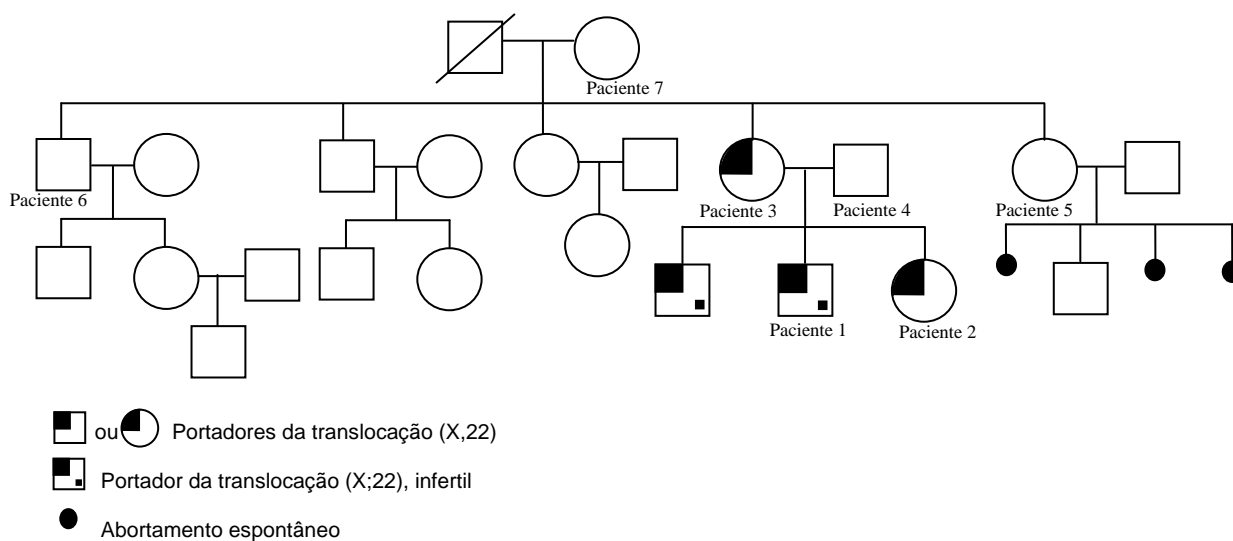 Paciente 7
Paciente 6
Paciente 3
Paciente 4
Paciente 5
Paciente 1
Paciente 2
ou Portadores da translocação (X,22)
Portador da translocação (X;22), infertil
Abortamento espontâneo